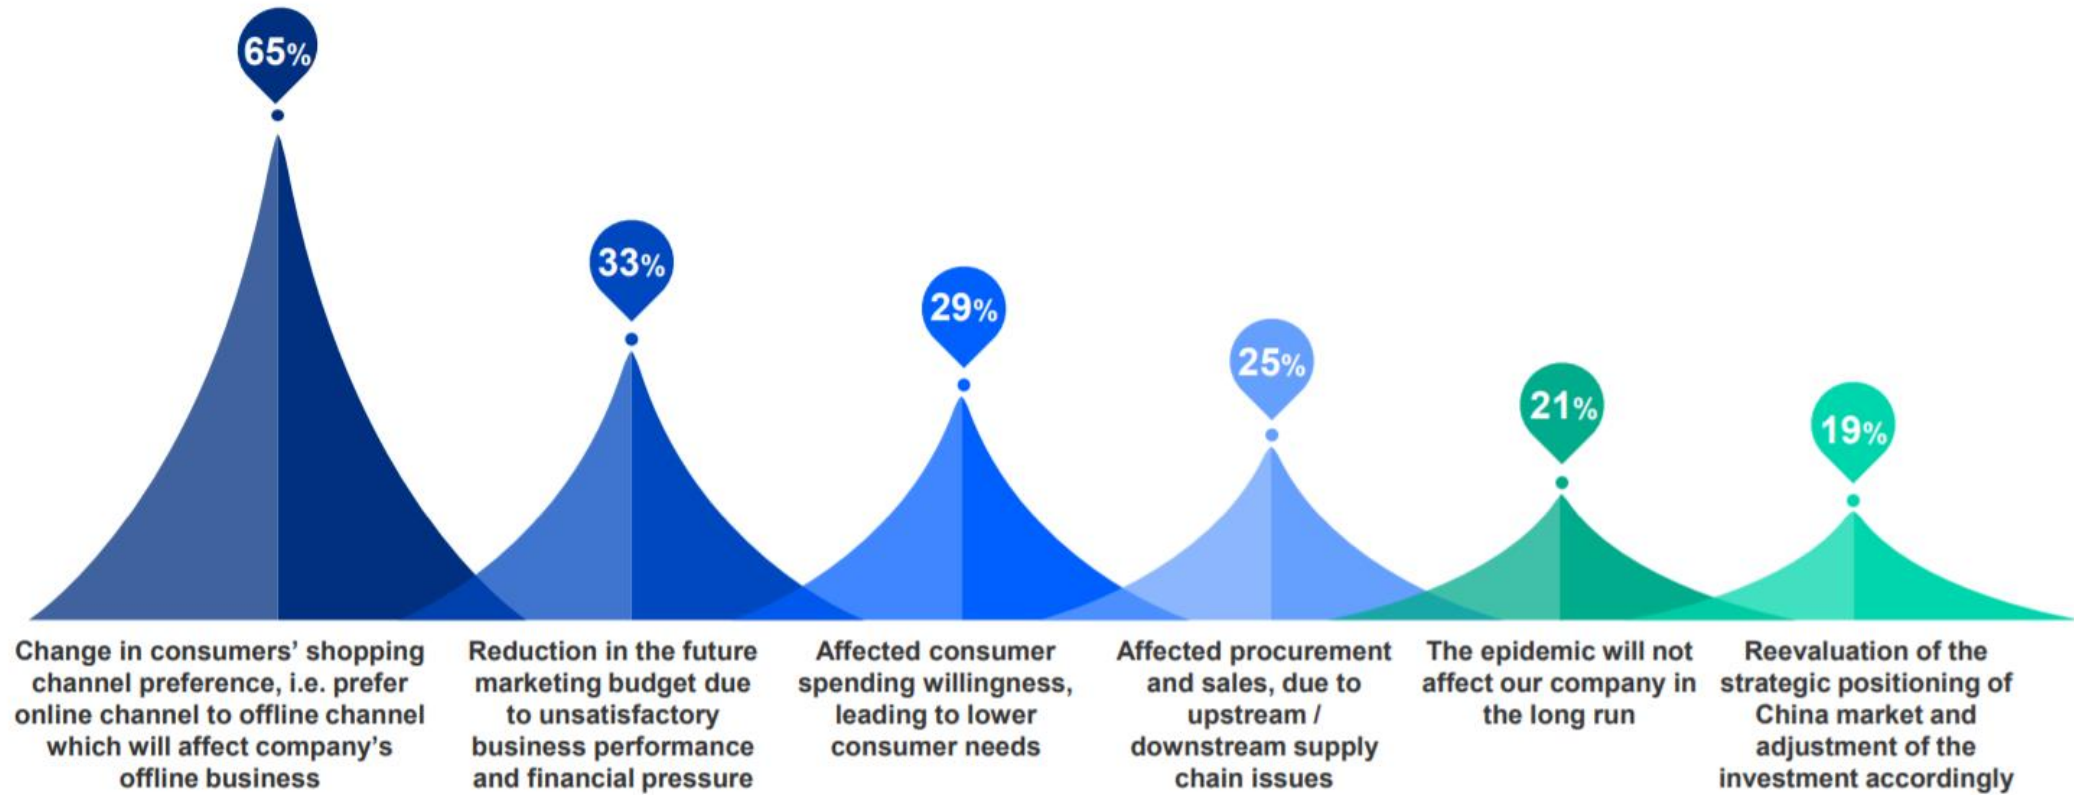 65%
33%
29%
25%
21%
19%
Change in consumers’ shopping
channel preference, i.e. prefer
online channel to offline channel
which will affect company’s
offline business
Reduction in the future
marketing budget due
to unsatisfactory
business performance
and financial pressure
Affected consumer
spending willingness,
leading to lower
consumer needs
Affected procurement
and sales, due to
upstream /
downstream supply
chain issues
The epidemic will not
affect our company in
the long run
Reevaluation of the
strategic positioning of
China market and
adjustment of the
investment accordingly